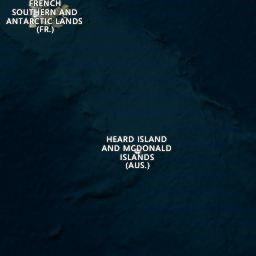 FRENCH
SOUTHERN AND
ANTARCTIC LANDS
(FR.)
HEARD ISLAND
AND MCDONALD
ISLANDS
(AUS.)